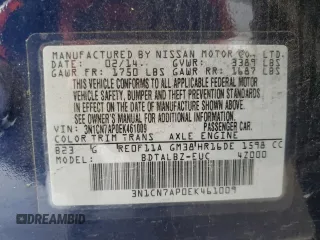 MANUFACTURED BY NISSAN MOTOR CO., LTD.
DATE: 02/14 GVWR: 3389 LBS
GAWR FR: 1750 LBS GAWR RR: 1687 LBS
THIS VEHICLE CONFORMS TO ALL APPLICABLE FEDERAL MOTOR
VEHICLE SAFETY, BUMPER AND THEFT PREVENTION STANDARDS
IN EFFECT ON THE DATE OF MANUFACTURE SHOWN ABOVE.
SEE OWNERS MANUAL FOR ADDITIONAL INFORMATION
VIN: 3N1CN7AP0EK461009 PASSENGER CAR.
COLOR TRIM TRANS AXLE ENGINE
B23 RE0F11A GM38 HR16DE 1598 CC
BDTALBZ-EUC 4Z000
3N1CN7AP0EK461009
BIDINFO